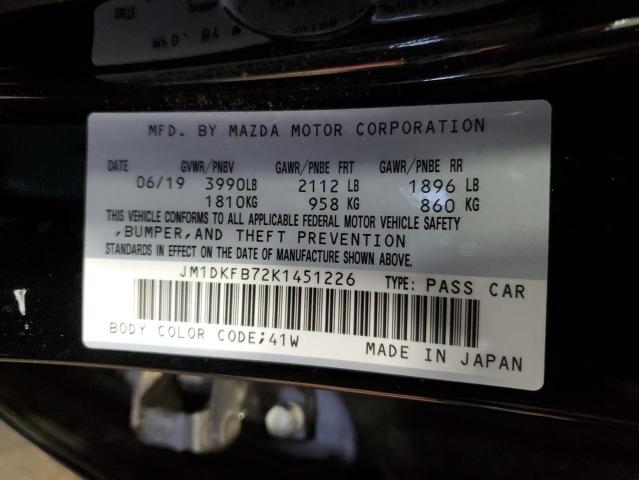 MFD. BY MAZDA MOTOR CORPORATION
DATE GVWR/PNBV GAWR/PNBE FRT GAWR/PNBE RR
06/19 3990LB 2112 LB 1896 LB
1810KG 958 KG 860 KG
THIS VEHICLE CONFORMS TO ALL APPLICABLE FEDERAL MOTOR VEHICLE SAFETY
,BUMPER,AND THEFT PREVENTION
STANDARDS IN EFFECT ON THE DATE OF MANUFACTURE SHOWN ABOVE.
JM1DKFB72K1451226 TYPE: PASS CAR
BODY COLOR CODE;41W
MADE IN JAPAN